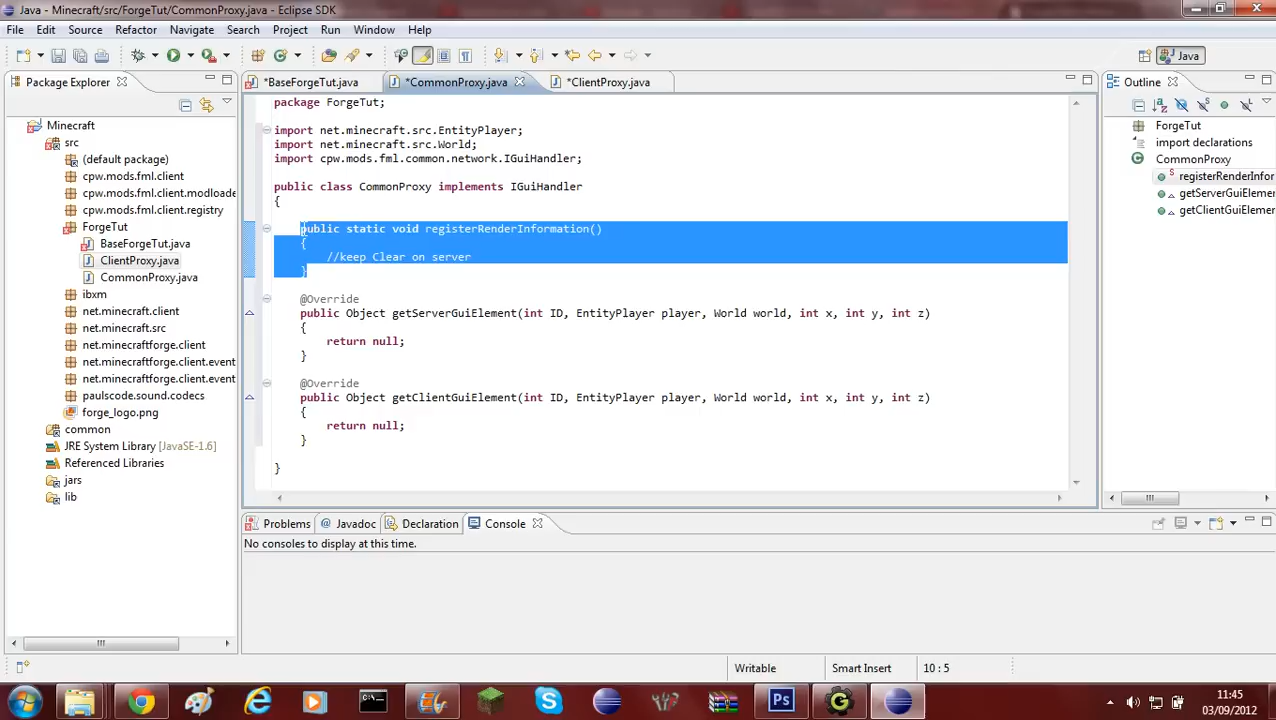 Java - Minecraft/src/ForgeTut/CommonProxy.java - Eclipse SDK
File Edit Source Refactor Navigate Search Project Run Window Help
Java
Package Explorer
*BaseForgeTut.java
*CommonProxy.java
*ClientProxy.java
Outline
Minecraft
src
(default package)
cpw.mods.fml.client
cpw.mods.fml.client.modloade
cpw.mods.fml.client.registry
ForgeTut
BaseForgeTut.java
ClientProxy.java
CommonProxy.java
ibxm
net.minecraft.client
net.minecraft.src
net.minecraftforge.client
net.minecraftforge.client.event
net.minecraftforge.client.event
paulscode.sound.codecs
forge_logo.png
common
JRE System Library [JavaSE-1.6]
Referenced Libraries
jars
lib
package ForgeTut;
import net.minecraft.src.EntityPlayer;
import net.minecraft.src.World;
import cpw.mods.fml.common.network.IGuiHandler;
public class CommonProxy implements IGuiHandler
{
public static void registerRenderInformation()
{
//keep Clear on server
}
@Override
public Object getServerGuiElement(int ID, EntityPlayer player, World world, int x, int y, int z)
{
return null;
}
@Override
public Object getClientGuiElement(int ID, EntityPlayer player, World world, int x, int y, int z)
{
return null;
}
}
ForgeTut
import declarations
CommonProxy
registerRenderInfor
getServerGuiEleme
getClientGuiElemer
Problems
Javadoc
Declaration
Console
No consoles to display at this time.
Writable
Smart Insert
10 : 5
11:45
03/09/2012